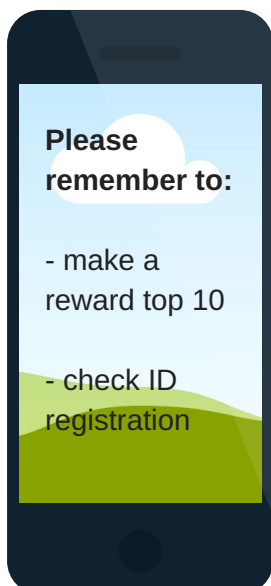 Please
remember to:
- make a
reward top 10
- check ID
registration